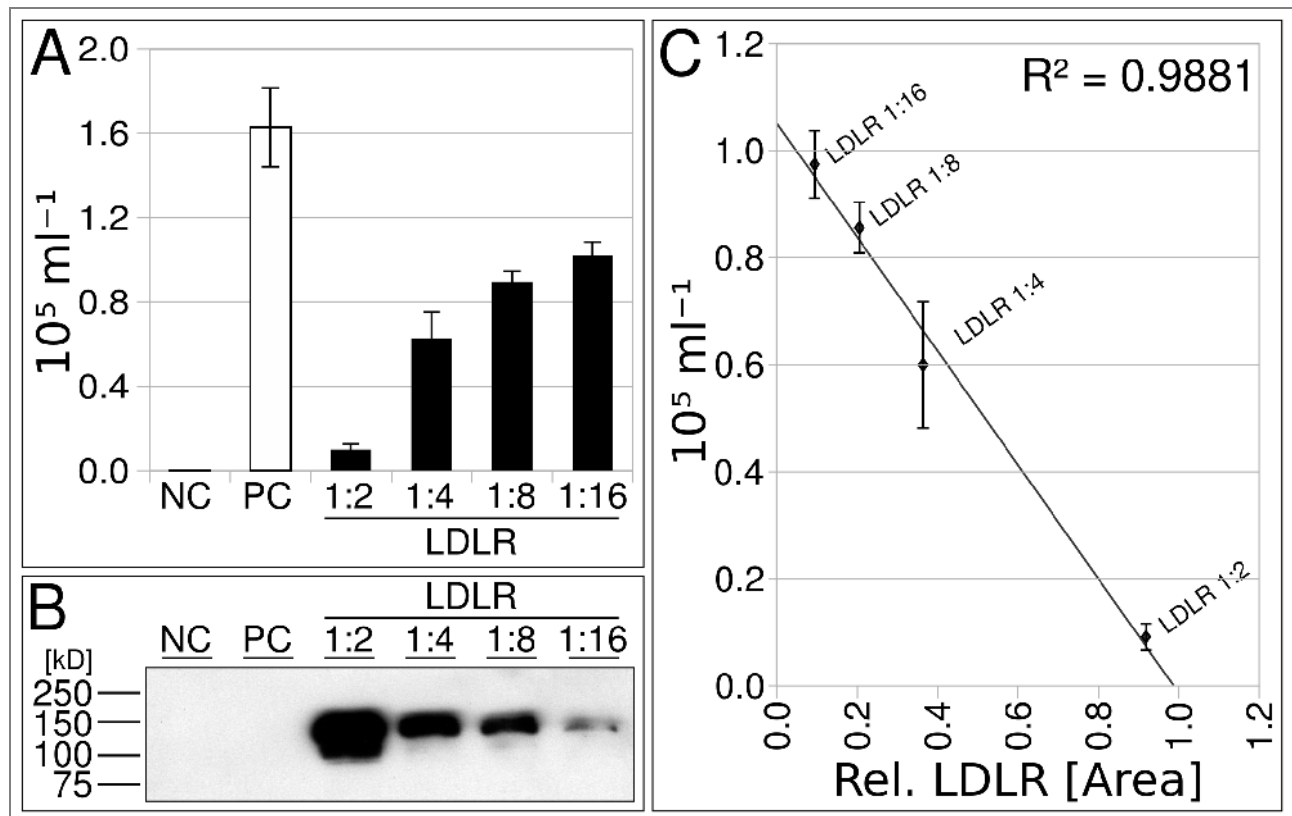 A
2.0
1.6
1.2
0.8
0.4
0.0
10⁵ ml⁻¹
NC PC 1:2 1:4 1:8 1:16
LDLR
B
LDLR
NC PC 1:2 1:4 1:8 1:16
[kD]
250
150
100
75
C
R² = 0.9881
1.2
1.0
0.8
0.6
0.4
0.2
0.0
10⁵ ml⁻¹
LDLR 1:16
LDLR 1:8
LDLR 1:4
LDLR 1:2
0.0 0.2 0.4 0.6 0.8 1.0 1.2
Rel. LDLR [Area]